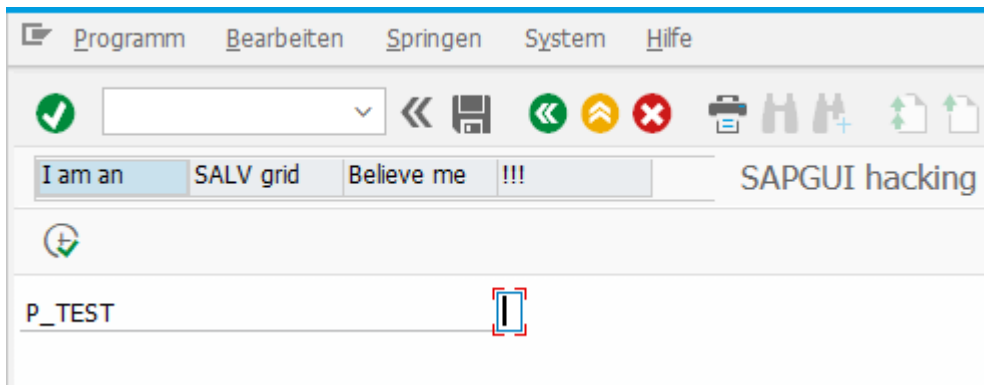 Programm Bearbeiten Springen System Hilfe
I am an SALV grid Believe me !!! SAPGUI hacking
P_TEST